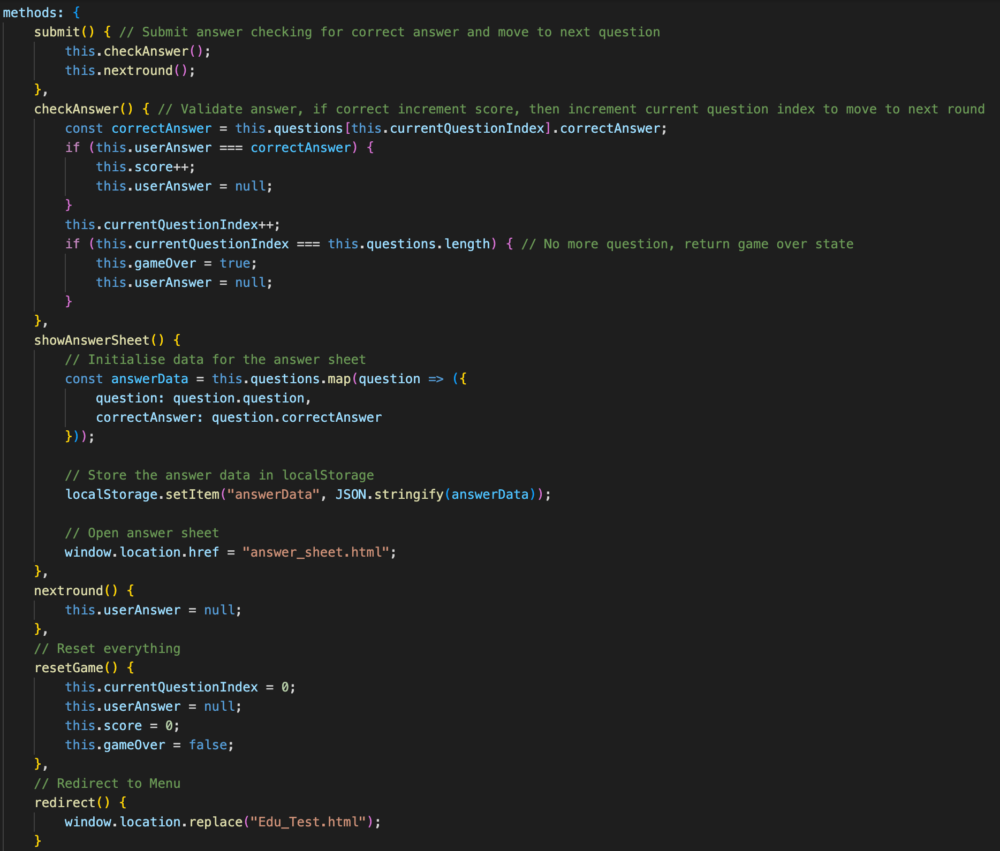 methods: {
submit() { // Submit answer checking for correct answer and move to next question
this.checkAnswer();
this.nextround();
},
checkAnswer() { // Validate answer, if correct increment score, then increment current question index to move to next round
const correctAnswer = this.questions[this.currentQuestionIndex].correctAnswer;
if (this.userAnswer === correctAnswer) {
this.score++;
this.userAnswer = null;
}
this.currentQuestionIndex++;
if (this.currentQuestionIndex === this.questions.length) { // No more question, return game over state
this.gameOver = true;
this.userAnswer = null;
}
},
showAnswerSheet() {
// Initialise data for the answer sheet
const answerData = this.questions.map(question => ({
question: question.question,
correctAnswer: question.correctAnswer
}));
// Store the answer data in localStorage
localStorage.setItem("answerData", JSON.stringify(answerData));
// Open answer sheet
window.location.href = "answer_sheet.html";
},
nextround() {
this.userAnswer = null;
},
// Reset everything
resetGame() {
this.currentQuestionIndex = 0;
this.userAnswer = null;
this.score = 0;
this.gameOver = false;
},
// Redirect to Menu
redirect() {
window.location.replace("Edu_Test.html");
}